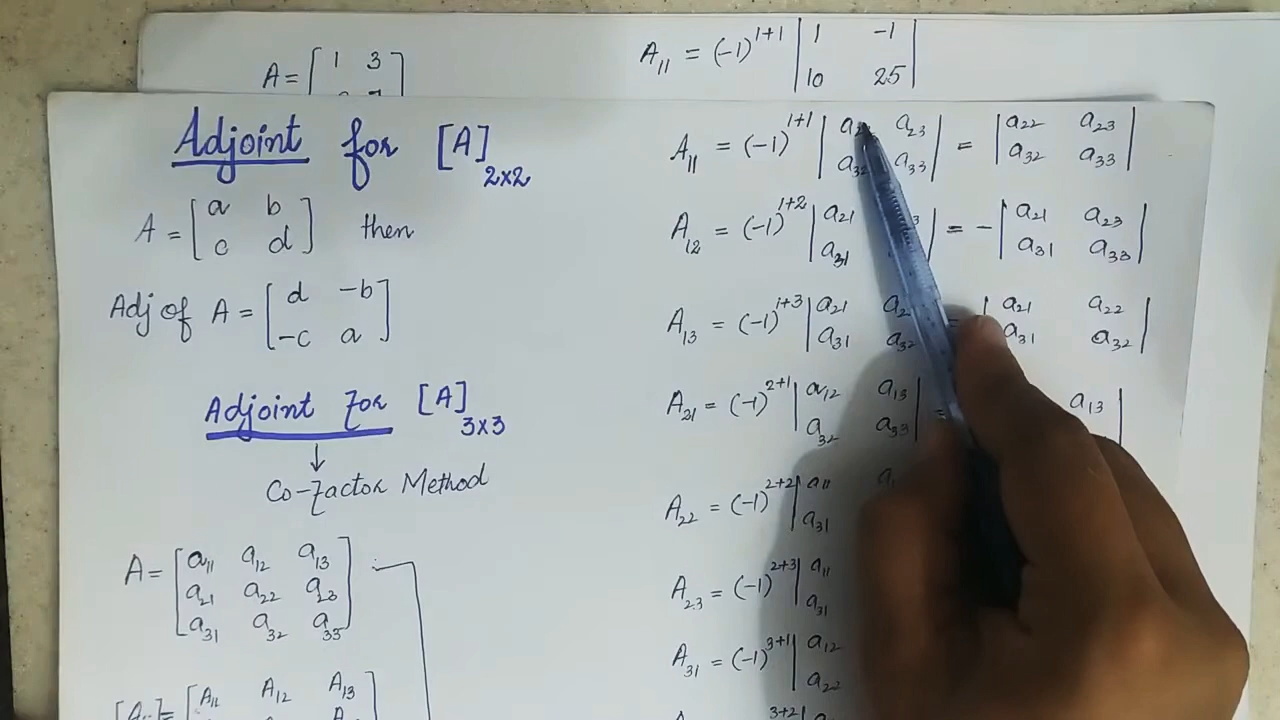 A = [ 1 3
A₁₁ = (-1)¹⁺¹ | 1 -1 |
| 10 25 |
Adjoint for [A]₂ₓ₂
A = [ a b ] then
[ c d ]
Adj of A = [ d -b ]
[ -c a ]
Adjoint for [A]₃ₓ₃
↓
Co-factor Method
A = [ a₁₁ a₁₂ a₁₃ ]
[ a₂₁ a₂₂ a₂₃ ]
[ a₃₁ a₃₂ a₃₃ ]
A₁₁ A₁₂ A₁₃
A₁₁ = (-1)¹⁺¹ | a₂₃ | = | a₂₂ a₂₃ |
| a₃₂ a₃₃ | | a₃₂ a₃₃ |
A₁₂ = (-1)¹⁺² | a₂₁ | = - | a₂₁ a₂₃ |
| a₃₁ | | a₃₁ a₃₃ |
A₁₃ = (-1)¹⁺³ | a₂₁ | = | a₂₁ a₂₂ |
| a₃₁ a₃₂ | | a₃₁ a₃₂ |
A₃₁ = (-1)²⁺¹ | a₁₂ a₁₃ | = a₁₃ |
| a₃₂ a₃₃ |
A₂₂ = (-1)²⁺² | a₁₁
| a₃₁
A₂₃ = (-1)²⁺³ | a₁₁
| a₃₁
A₃₁ = (-1)³⁺¹ | a₁₂
| a₂₂
3+2